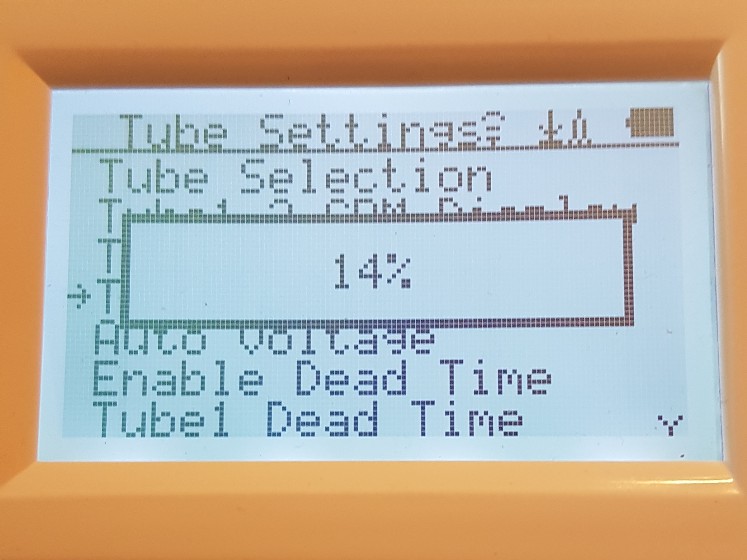 Tube Settings
Tube Selection
T
T
14%
T
Auto Voltage
Enable Dead Time
Tube1 Dead Time